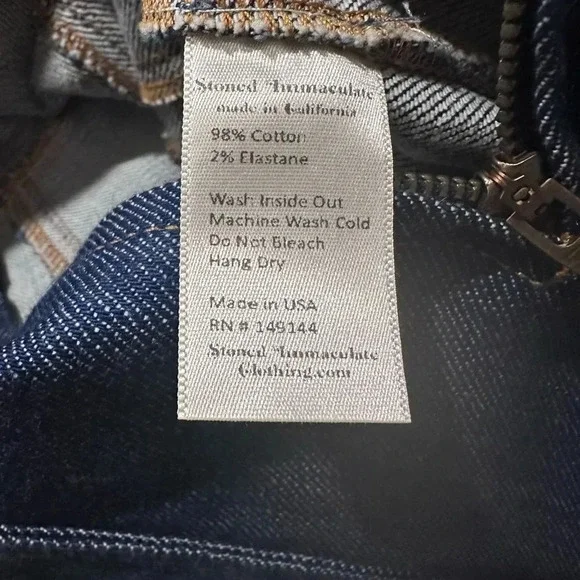 Stoned Immaculate
made in California
98% Cotton
2% Elastane
Wash Inside Out
Machine Wash Cold
Do Not Bleach
Hang Dry
Made in USA
RN # 149144
Stoned Immaculate
Clothing.com